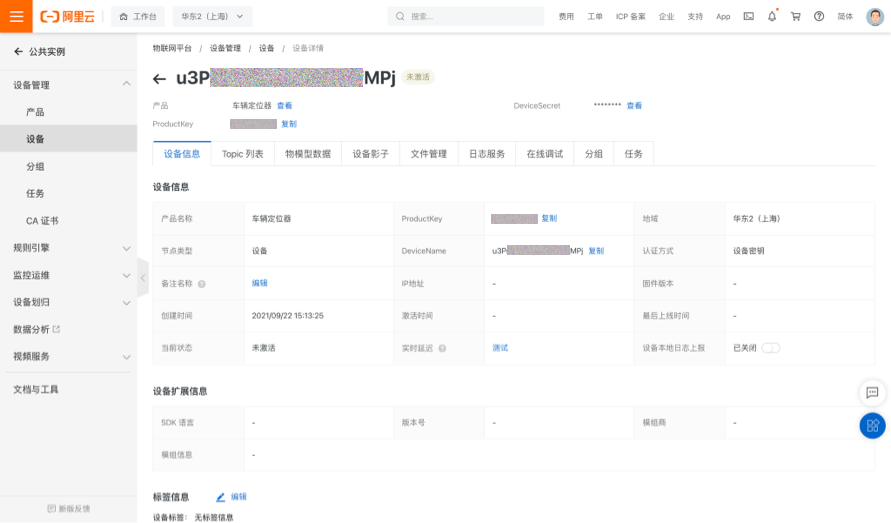 阿里云 工作台 华东2（上海） 搜索... 费用 工单 ICP 备案 企业 支持 App 简体
公共实例
设备管理
产品
设备
分组
任务
CA 证书
规则引擎
监控运维
设备划归
数据分析
视频服务
文档与工具
新版反馈
物联网平台 / 设备管理 / 设备 / 设备详情
u3P MPj 未激活
产品 车辆定位器 查看 DeviceSecret ******** 查看
ProductKey 复制
设备信息 Topic 列表 物模型数据 设备影子 文件管理 日志服务 在线调试 分组 任务
设备信息
产品名称 车辆定位器 ProductKey 复制 地域 华东2（上海）
节点类型 设备 DeviceName u3P MPj 复制 认证方式 设备密钥
备注名称 编辑 IP地址 - 固件版本 -
创建时间 2021/09/22 15:13:25 激活时间 - 最后上线时间 -
当前状态 未激活 实时延迟 测试 设备本地日志上报 已关闭
设备扩展信息
SDK 语言 - 版本号 - 模组商 -
模组信息 -
标签信息 编辑
设备标签： 无标签信息